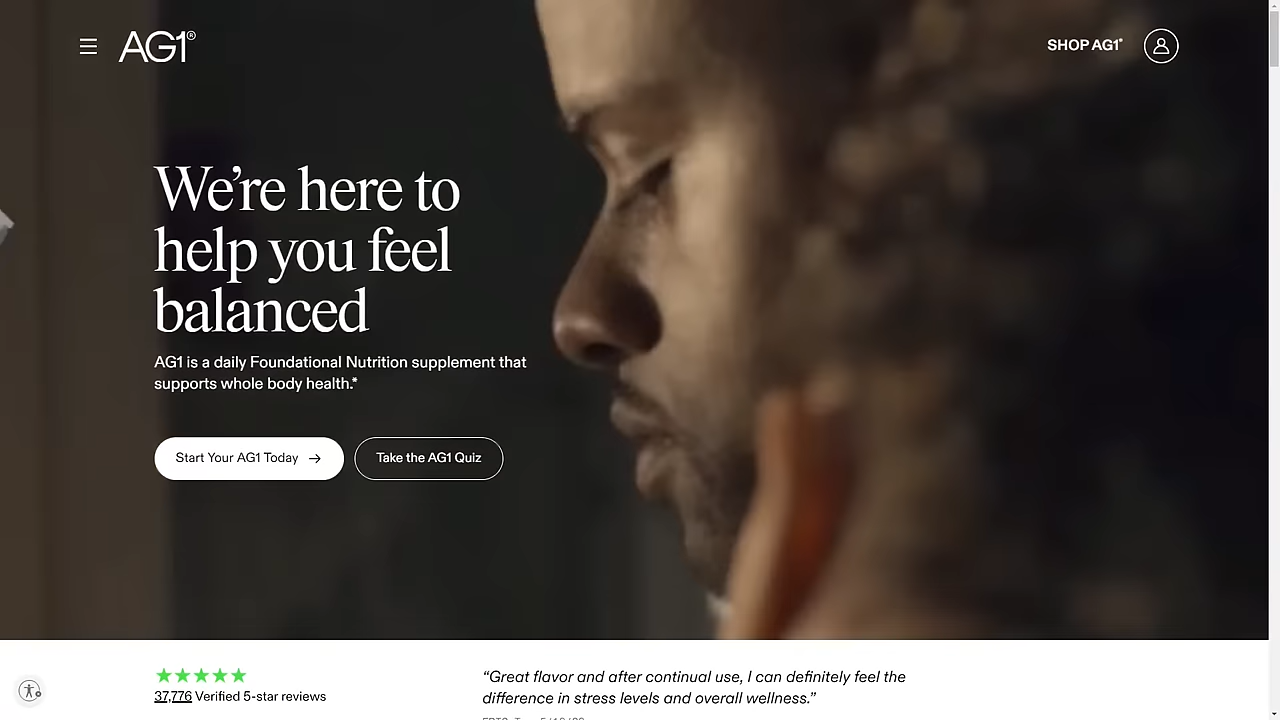 AG1®
SHOP AG1®
We’re here to
help you feel
balanced
AG1 is a daily Foundational Nutrition supplement that
supports whole body health.*
Start Your AG1 Today →
Take the AG1 Quiz
37,776 Verified 5-star reviews
“Great flavor and after continual use, I can definitely feel the
difference in stress levels and overall wellness.”